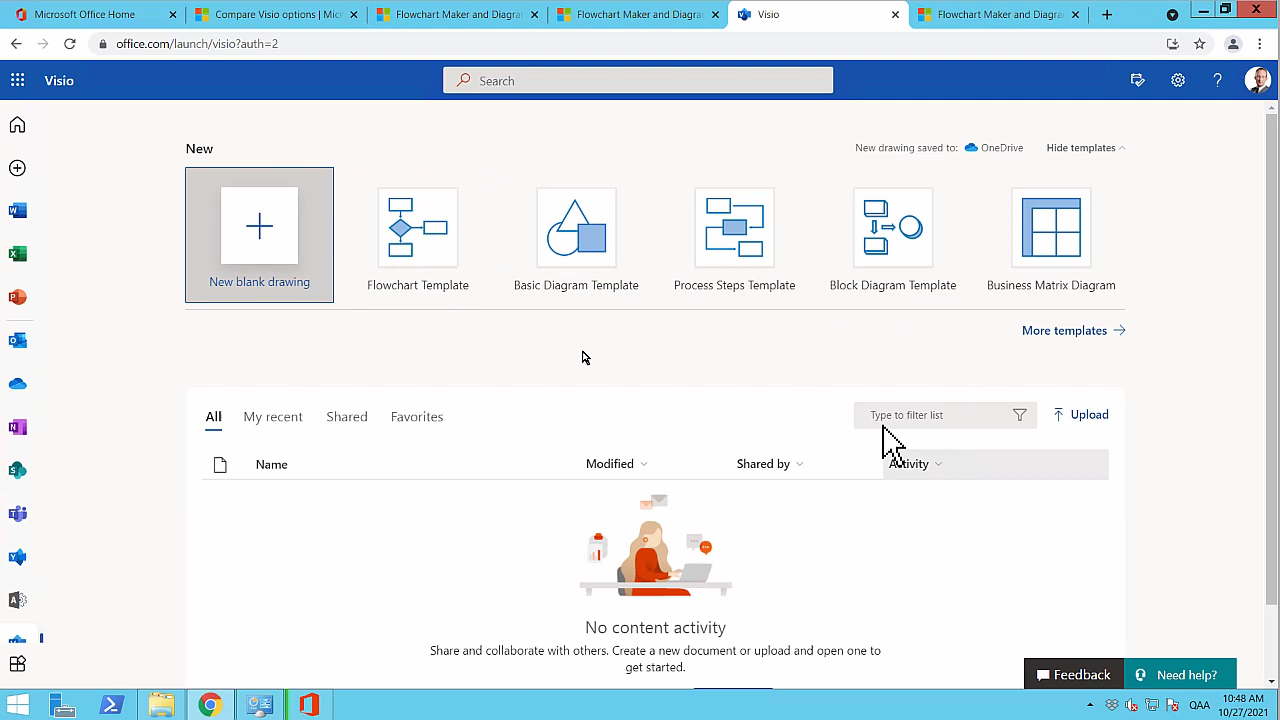 Microsoft Office Home
Compare Visio options | Mic
Flowchart Maker and Diagra
Flowchart Maker and Diagra
Visio
Flowchart Maker and Diagra
office.com/launch/visio?auth=2
Visio
Search
New
New drawing saved to: OneDrive
Hide templates
New blank drawing
Flowchart Template
Basic Diagram Template
Process Steps Template
Block Diagram Template
Business Matrix Diagram
More templates
All
My recent
Shared
Favorites
Type to filter list
Upload
Name
Modified
Shared by
Activity
No content activity
Share and collaborate with others. Create a new document or upload and open one to
get started.
Feedback
Need help?
QAA
10:48 AM
10/27/2021